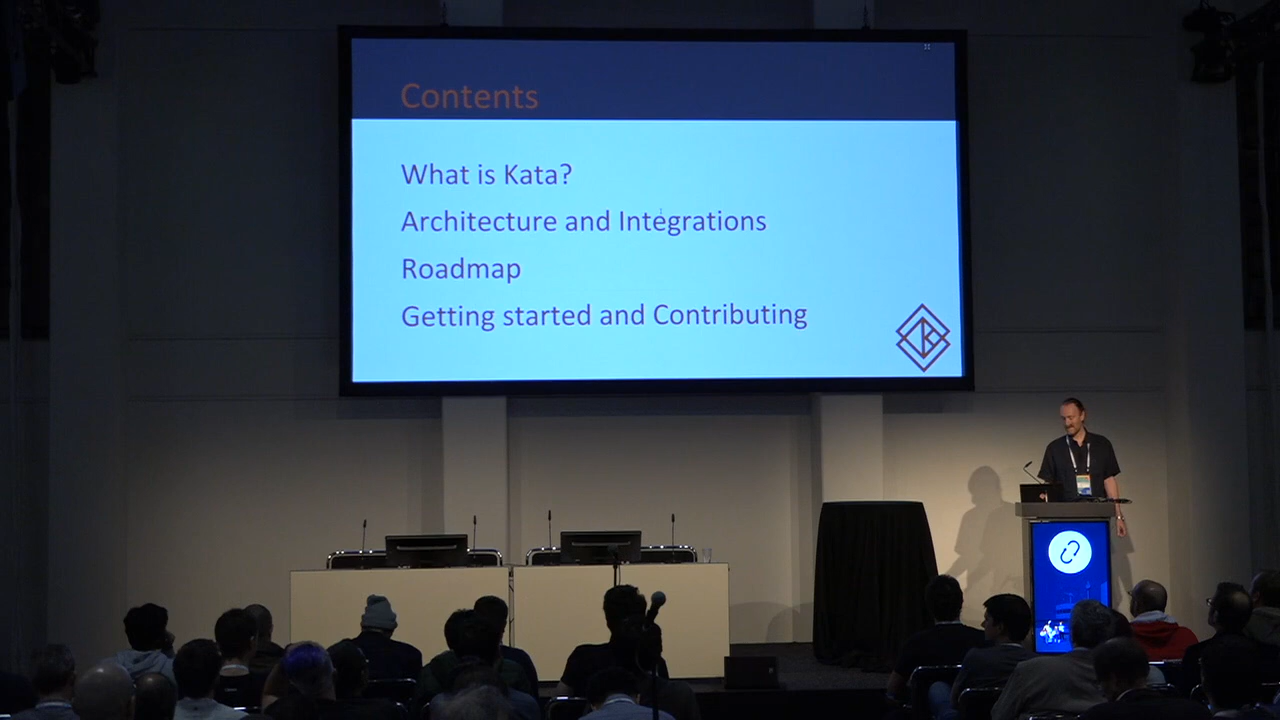 Contents
What is Kata?
Architecture and Integrations
Roadmap
Getting started and Contributing